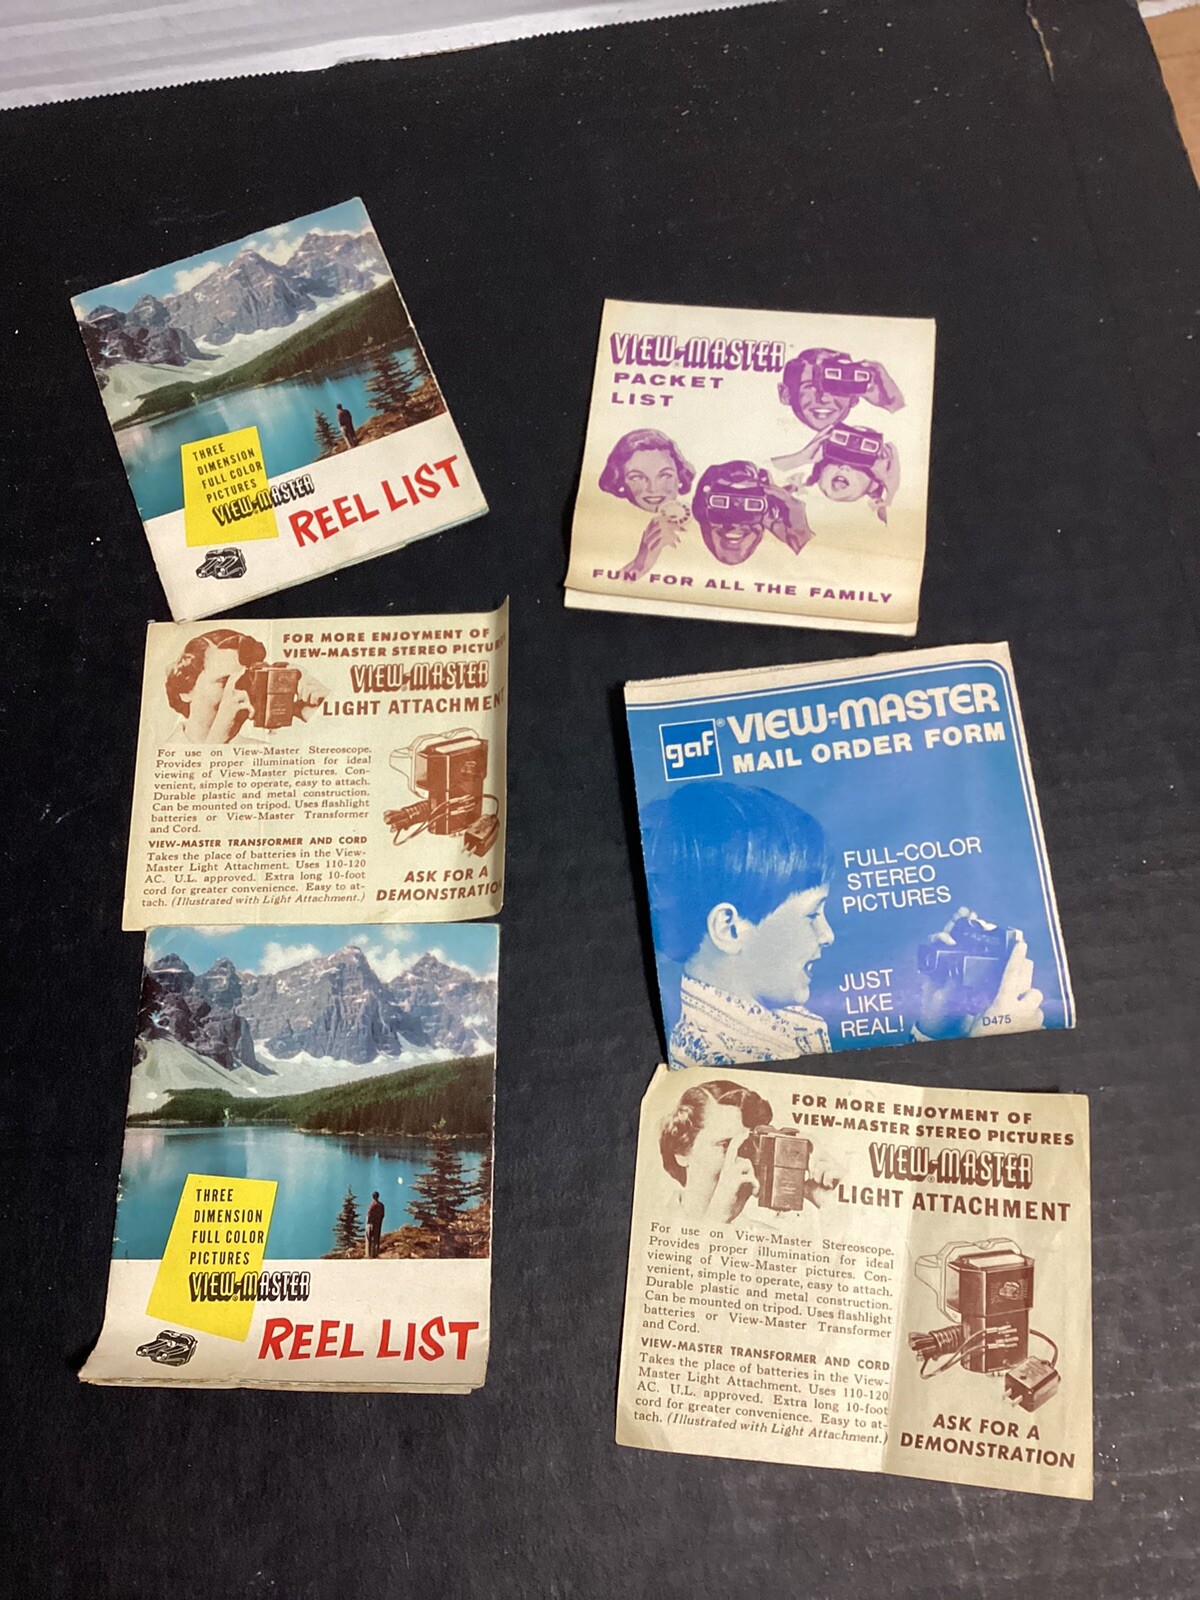 THREE
DIMENSION
FULL COLOR
PICTURES
VIEW-MASTER
REEL LIST
VIEW-MASTER
PACKET
LIST
FUN FOR ALL THE FAMILY
FOR MORE ENJOYMENT OF
VIEW-MASTER STEREO PICTU
VIEW-MASTER
LIGHT ATTACHMEN
For use on View-Master Stereoscope.
Provides proper illumination for ideal
viewing of View-Master pictures. Con-
venient, simple to operate, easy to attach.
Durable plastic and metal construction.
Can be mounted on tripod. Uses flashlight
batteries or View-Master Transformer
and Cord.
VIEW-MASTER TRANSFORMER AND CORD
Takes the place of batteries in the View-
Master Light Attachment. Uses 110-120
AC. U.L. approved. Extra long 10-foot
cord for greater convenience. Easy to at-
tach. (Illustrated with Light Attachment.)
ASK FOR A
DEMONSTRATIO
gaf ® VIEW-MASTER
MAIL ORDER FORM
FULL-COLOR
STEREO
PICTURES
JUST
LIKE
REAL!
D475
THREE
DIMENSION
FULL COLOR
PICTURES
VIEW-MASTER
REEL LIST
FOR MORE ENJOYMENT OF
VIEW-MASTER STEREO PICTURES
VIEW-MASTER
LIGHT ATTACHMENT
For use on View-Master Stereoscope.
Provides proper illumination for ideal
viewing of View-Master pictures. Con-
venient, simple to operate, easy to attach.
Durable plastic and metal construction.
Can be mounted on tripod. Uses flashlight
batteries or View-Master Transformer
and Cord.
VIEW-MASTER TRANSFORMER AND CORD
Takes the place of batteries in the View-
Master Light Attachment. Uses 110-120
AC. U.L. approved. Extra long 10-foot
cord for greater convenience. Easy to at-
tach. (Illustrated with Light Attachment.)
ASK FOR A
DEMONSTRATION